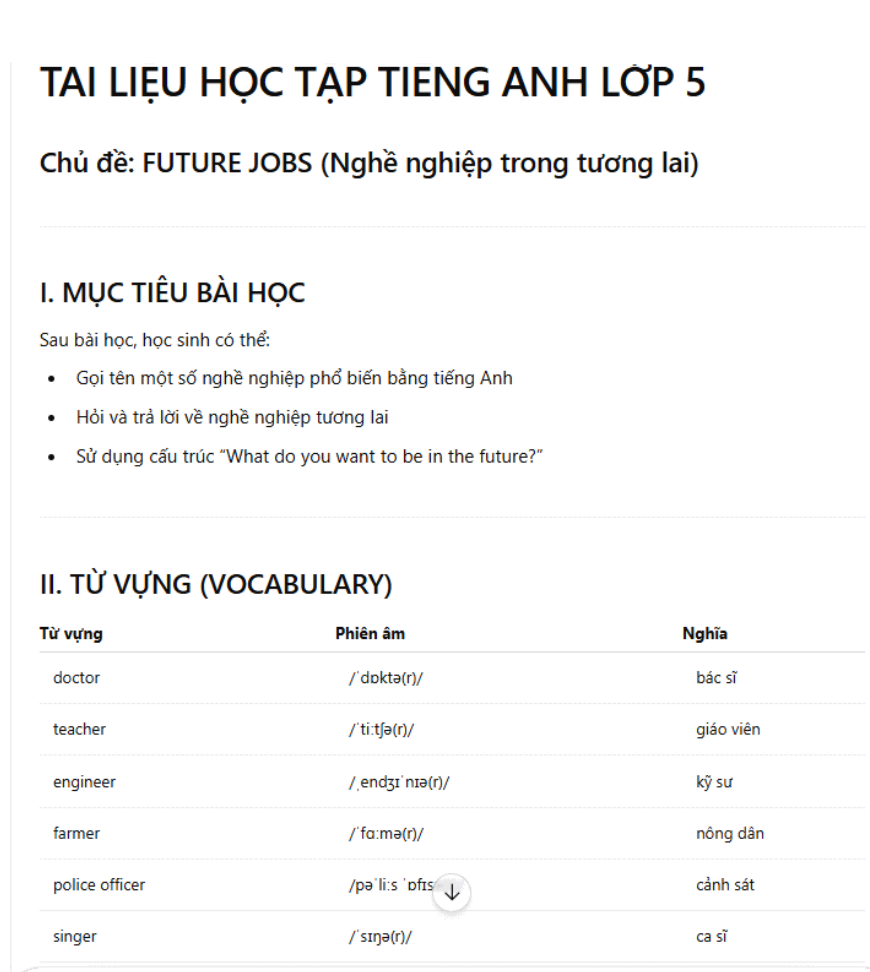 TAI LIỆU HỌC TẠP TIENG ANH LỚP 5
Chủ đề: FUTURE JOBS (Nghề nghiệp trong tương lai)
I. MỤC TIÊU BÀI HỌC
Sau bài học, học sinh có thể:
• Gọi tên một số nghề nghiệp phổ biến bằng tiếng Anh
• Hỏi và trả lời về nghề nghiệp tương lai
• Sử dụng cấu trúc “What do you want to be in the future?”
II. TỪ VỰNG (VOCABULARY)
Từ vựng Phiên âm Nghĩa
doctor /ˈdɒktə(r)/ bác sĩ
teacher /ˈtiːtʃə(r)/ giáo viên
engineer /ˌendʒɪˈnɪə(r)/ kỹ sư
farmer /ˈfɑːmə(r)/ nông dân
police officer /pəˈliːs cảnh sát
singer /ˈsɪŋə(r)/ ca sĩ